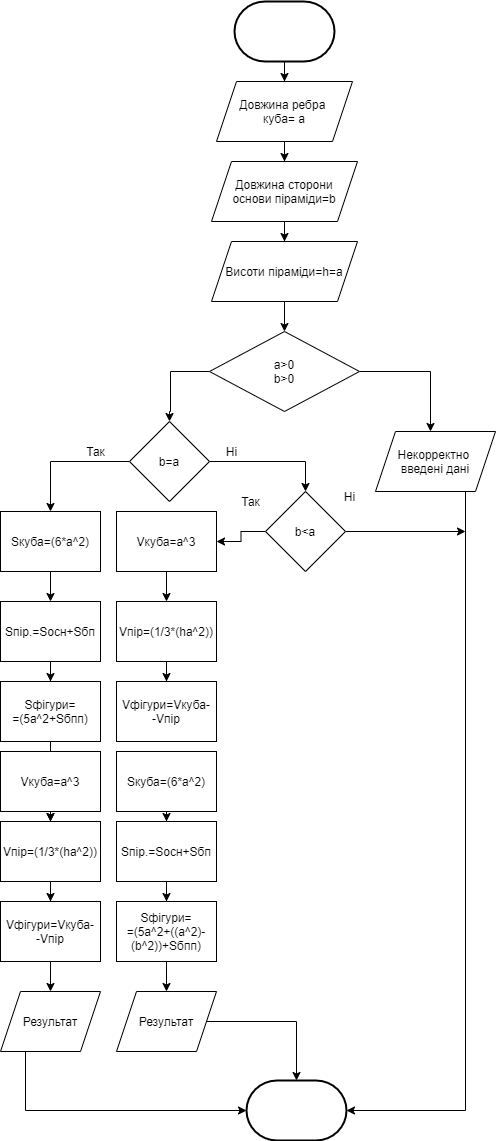 Довжина ребра
куба= а
Довжина сторони
основи піраміди=b
Висоти піраміди=h=a
a>0
b>0
b=a
Так
Ні
Некорректно
введені дані
b<a
Так
Ні
Sкуба=(6*a^2)
Sпір.=Sосн+Sбп
Sфігури=
=(5a^2+Sбпп)
Vкуба=a^3
Vпір=(1/3*(ha^2))
Vфігури=Vкуба-
-Vпір
Результат
Vкуба=a^3
Vпір=(1/3*(ha^2))
Vфігури=Vкуба-
-Vпір
Sкуба=(6*a^2)
Sпір.=Sосн+Sбп
Sфігури=
=(5a^2+((a^2)-
(b^2))+Sбпп)
Результат